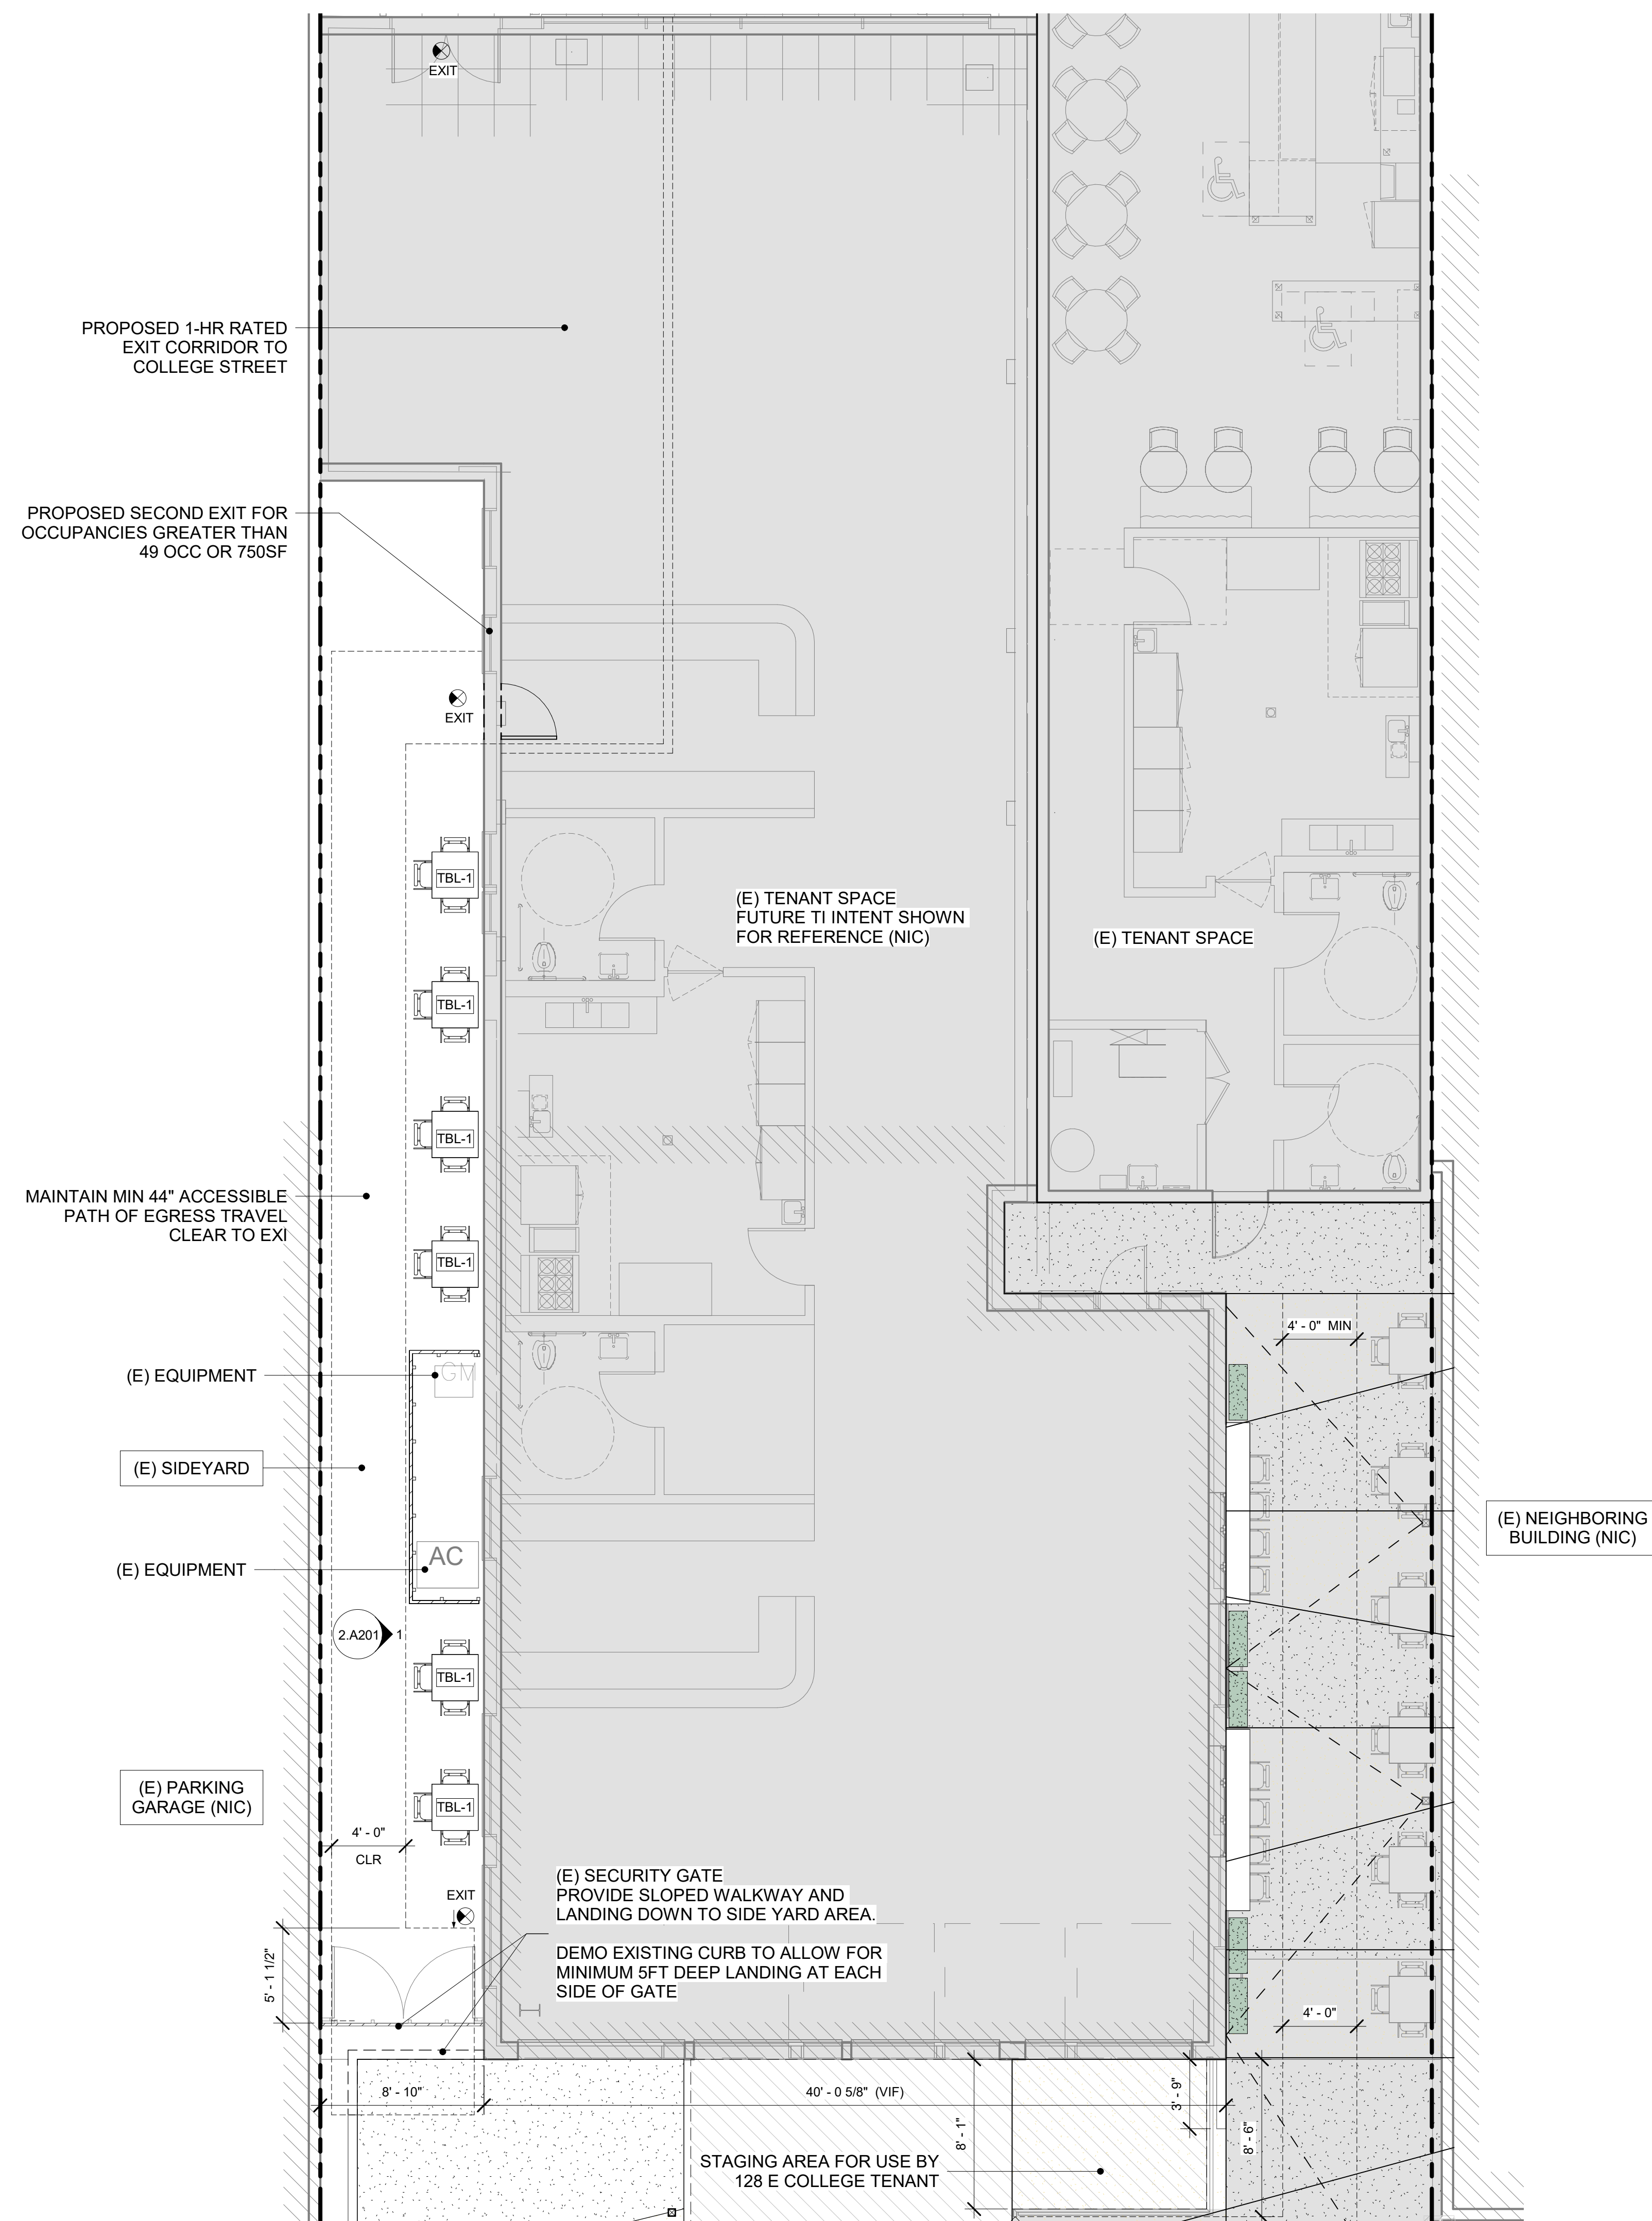 EXIT
PROPOSED 1-HR RATED
EXIT CORRIDOR TO
COLLEGE STREET
PROPOSED SECOND EXIT FOR
OCCUPANCIES GREATER THAN
49 OCC OR 750SF
EXIT
TBL-1
(E) TENANT SPACE
FUTURE TI INTENT SHOWN
FOR REFERENCE (NIC)
(E) TENANT SPACE
TBL-1
TBL-1
MAINTAIN MIN 44" ACCESSIBLE
PATH OF EGRESS TRAVEL
CLEAR TO EXI
TBL-1
4' - 0" MIN
(E) EQUIPMENT
GM
(E) SIDEYARD
(E) NEIGHBORING
BUILDING (NIC)
(E) EQUIPMENT
AC
2.A201
1
TBL-1
(E) PARKING
GARAGE (NIC)
TBL-1
4' - 0"
CLR
EXIT
(E) SECURITY GATE
PROVIDE SLOPED WALKWAY AND
LANDING DOWN TO SIDE YARD AREA.
DEMO EXISTING CURB TO ALLOW FOR
MINIMUM 5FT DEEP LANDING AT EACH
SIDE OF GATE
5' - 1 1/2"
4' - 0"
8' - 10"
40' - 0 5/8" (VIF)
3' - 9"
8' - 1"
8' - 6"
STAGING AREA FOR USE BY
128 E COLLEGE TENANT